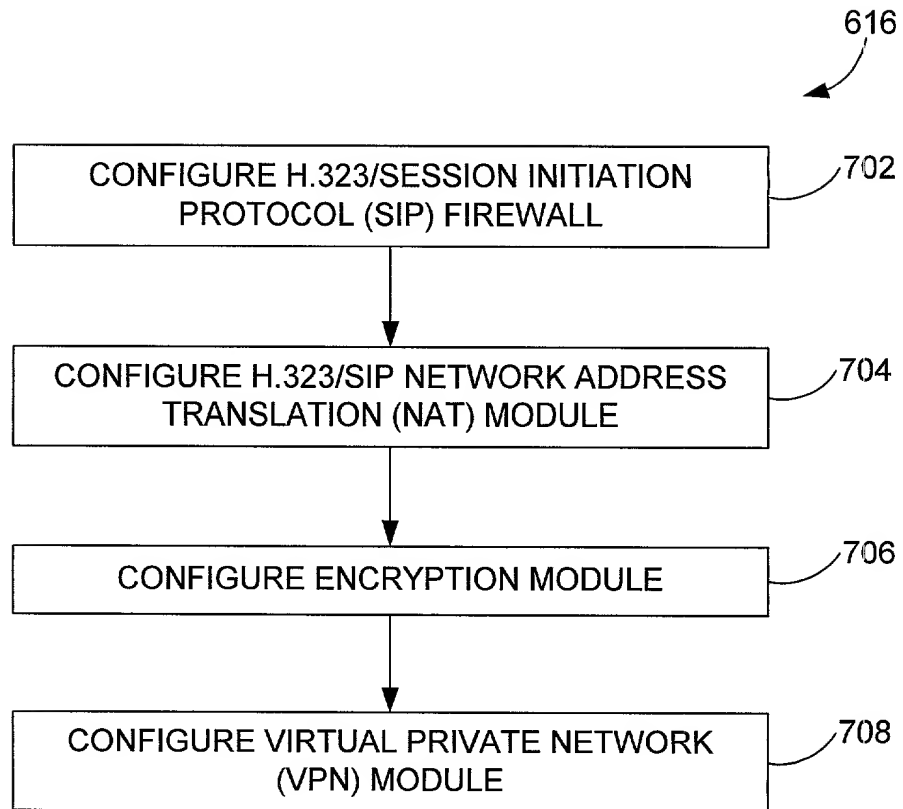 616
CONFIGURE H.323/SESSION INITIATION
PROTOCOL (SIP) FIREWALL
702
CONFIGURE H.323/SIP NETWORK ADDRESS
TRANSLATION (NAT) MODULE
704
CONFIGURE ENCRYPTION MODULE
706
CONFIGURE VIRTUAL PRIVATE NETWORK
(VPN) MODULE
708